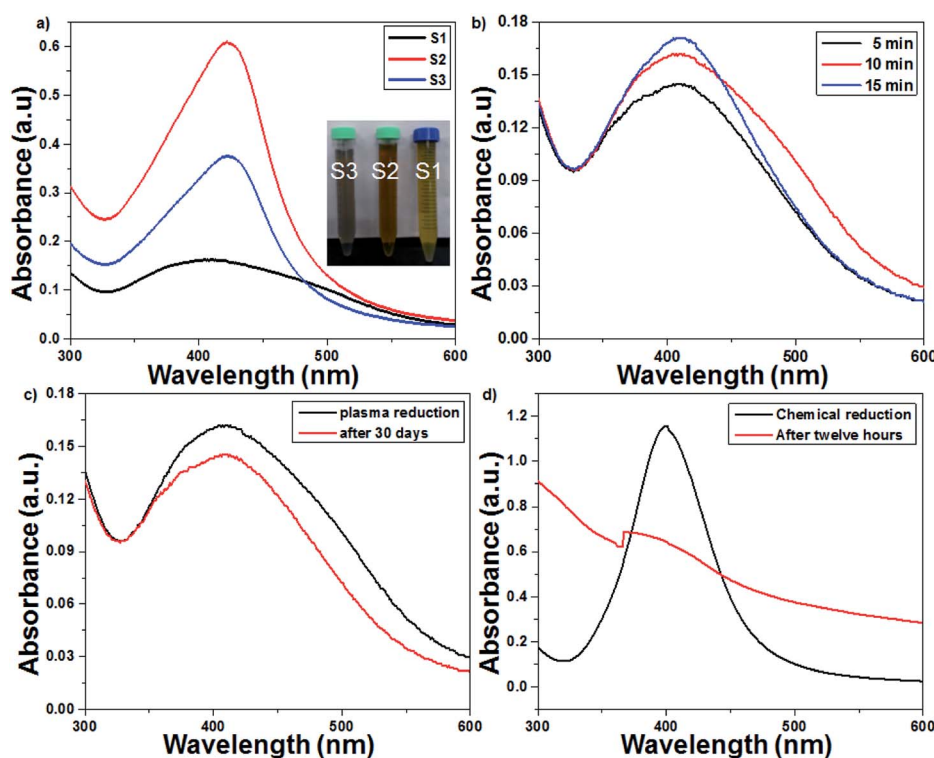 a)
S1
S2
S3
S3 S2 S1
0.6
0.5
0.4
0.3
0.2
0.1
0.0
300 400 500 600
Absorbance (a.u)
Wavelength (nm)
b)
5 min
10 min
15 min
0.18
0.15
0.12
0.09
0.06
0.03
0.00
300 400 500 600
Absorbance (a.u)
Wavelength (nm)
c)
plasma reduction
after 30 days
0.18
0.15
0.12
0.09
0.06
0.03
0.00
300 400 500 600
Absorbance (a.u.)
Wavelength (nm)
d)
Chemical reduction
After twelve hours
1.2
1.0
0.8
0.6
0.4
0.2
0.0
300 400 500 600
Absorbance (a.u.)
Wavelength (nm)